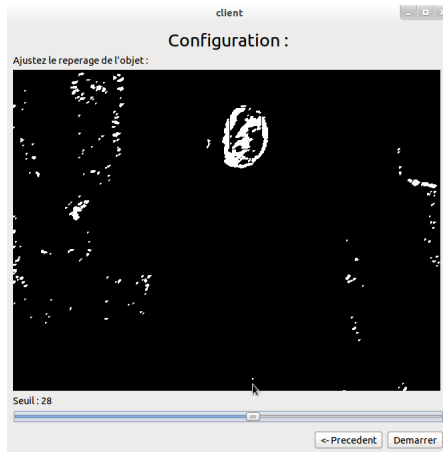 client
Configuration :
Ajustez le reperage de l'objet :
Seuil : 28
<- Precedent Demarrer